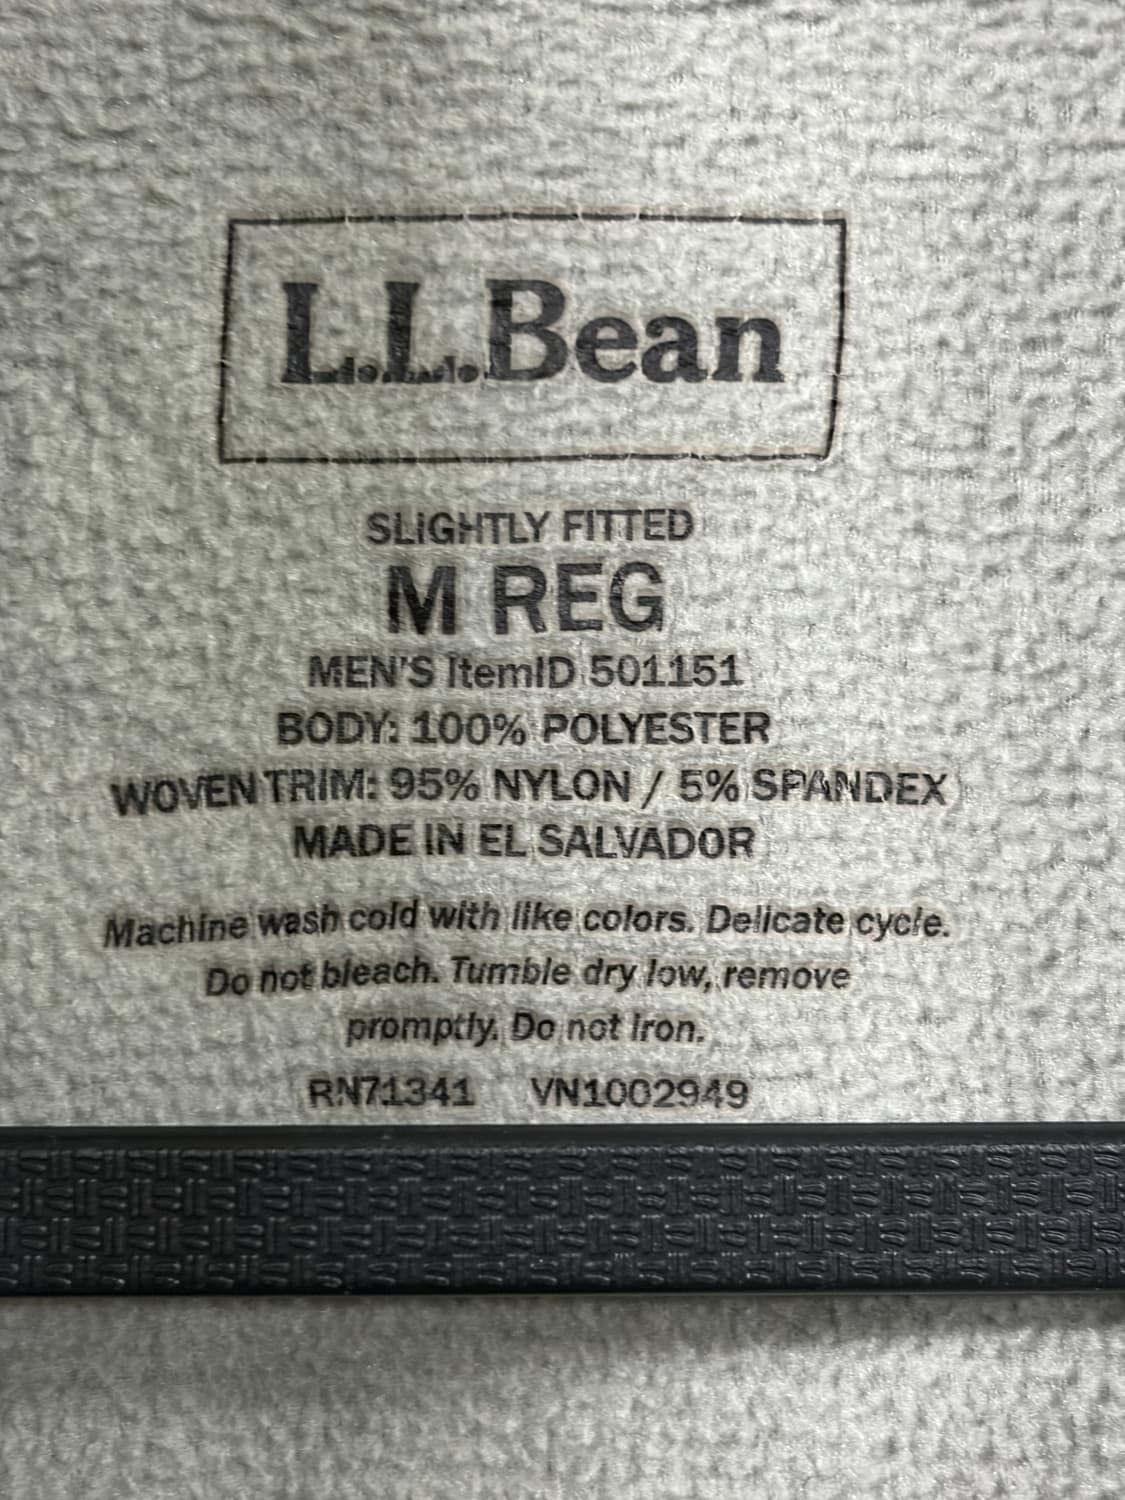 L.L.Bean
SLIGHTLY FITTED
M REG
MEN'S ItemID 501151
BODY: 100% POLYESTER
WOVEN TRIM: 95% NYLON / 5% SPANDEX
MADE IN EL SALVADOR
Machine wash cold with like colors. Delicate cycle.
Do not bleach. Tumble dry low, remove
promptly. Do not iron.
RN71341 VN1002949